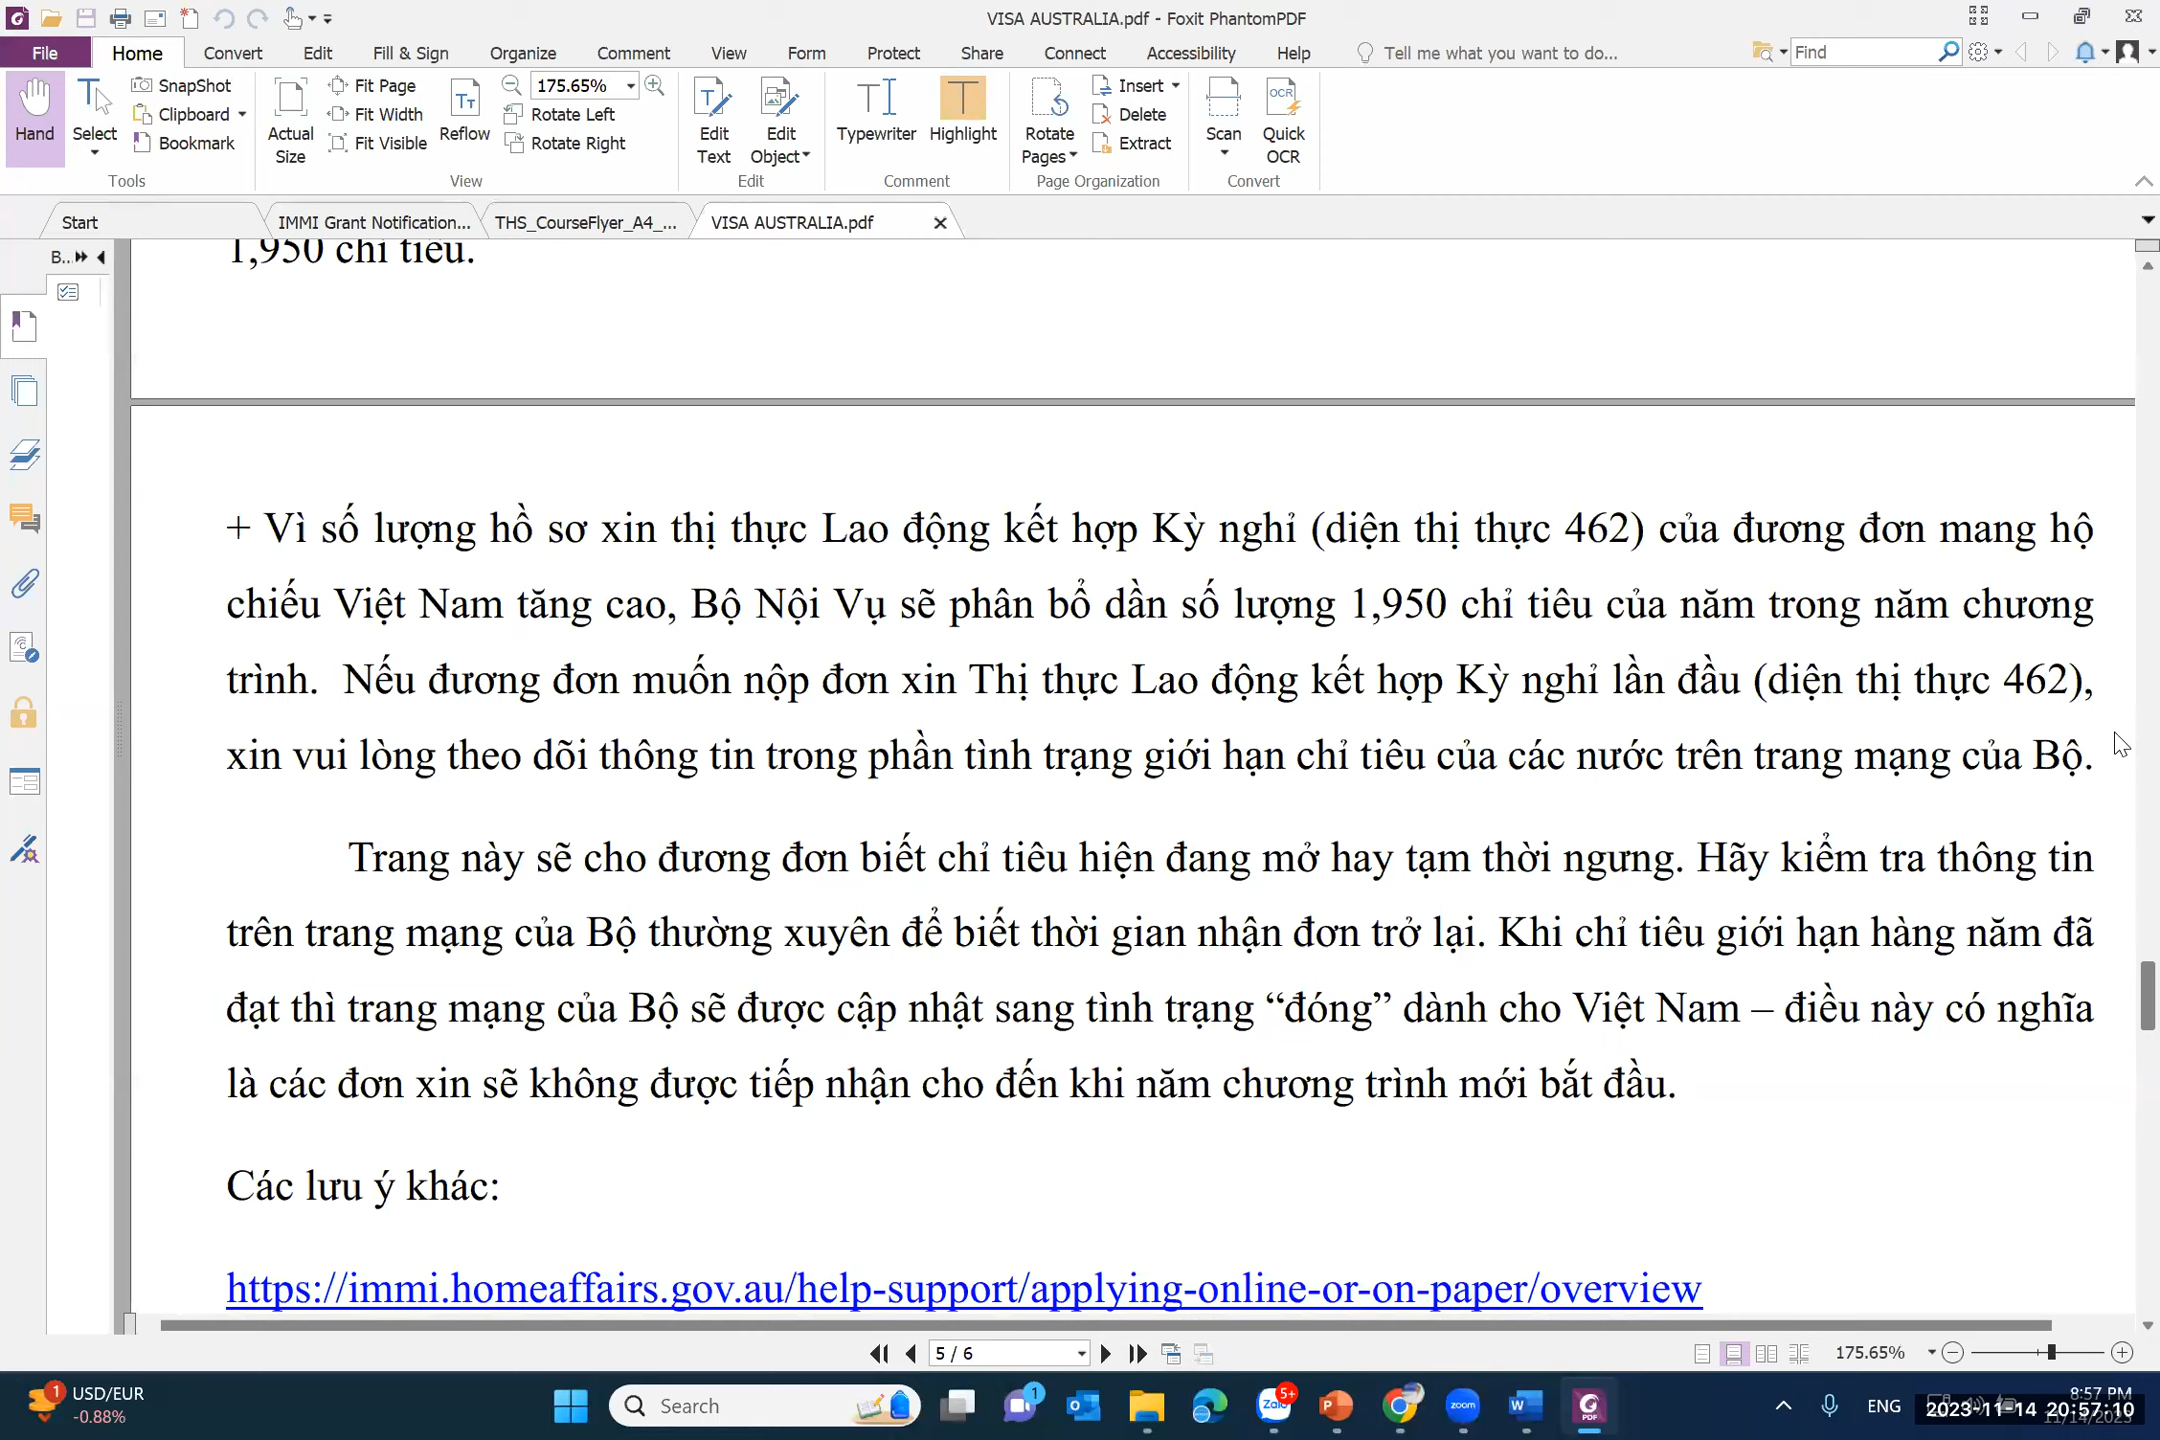 VISA AUSTRALIA.pdf - Foxit PhantomPDF
File Home Convert Edit Fill & Sign Organize Comment View Form Protect Share Connect Accessibility Help Tell me what you want to do... Find
Hand
Select
SnapShot
Clipboard
Bookmark
Tools
Actual Size
Fit Page
Fit Width
Fit Visible
Reflow
175.65%
Rotate Left
Rotate Right
View
Edit Text
Edit Object
Edit
Typewriter
Highlight
Comment
Rotate Pages
Insert
Delete
Extract
Page Organization
Scan
OCR
Quick OCR
Convert
Start IMMI Grant Notification... THS_CourseFlyer_A4_... VISA AUSTRALIA.pdf
B...
1,950 chỉ tiêu.
+ Vì số lượng hồ sơ xin thị thực Lao động kết hợp Kỳ nghỉ (diện thị thực 462) của đương đơn mang hộ
chiếu Việt Nam tăng cao, Bộ Nội Vụ sẽ phân bổ dần số lượng 1,950 chỉ tiêu của năm trong năm chương
trình. Nếu đương đơn muốn nộp đơn xin Thị thực Lao động kết hợp Kỳ nghỉ lần đầu (diện thị thực 462),
xin vui lòng theo dõi thông tin trong phần tình trạng giới hạn chỉ tiêu của các nước trên trang mạng của Bộ.
Trang này sẽ cho đương đơn biết chỉ tiêu hiện đang mở hay tạm thời ngưng. Hãy kiểm tra thông tin
trên trang mạng của Bộ thường xuyên để biết thời gian nhận đơn trở lại. Khi chỉ tiêu giới hạn hàng năm đã
đạt thì trang mạng của Bộ sẽ được cập nhật sang tình trạng “đóng” dành cho Việt Nam – điều này có nghĩa
là các đơn xin sẽ không được tiếp nhận cho đến khi năm chương trình mới bắt đầu.
Các lưu ý khác:
https://immi.homeaffairs.gov.au/help-support/applying-online-or-on-paper/overview
5 / 6
175.65%
USD/EUR
-0.88%
Search
1
5+
Zalo
zoom
ENG
8:57 PM
11/14/2023
2023-11-14 20:57:10